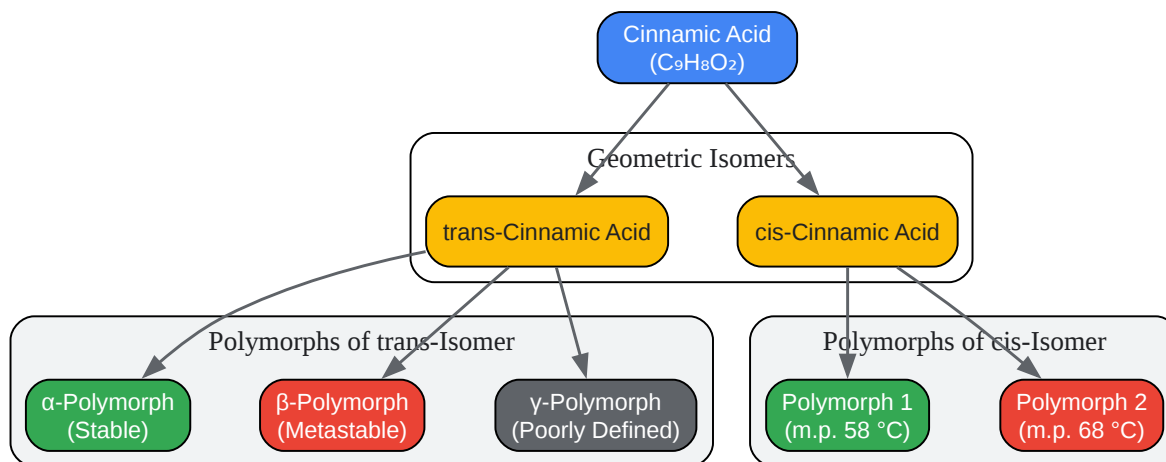 Cinnamic Acid
(C₉H₈O₂)
Geometric Isomers
trans-Cinnamic Acid
cis-Cinnamic Acid
Polymorphs of trans-Isomer
Polymorphs of cis-Isomer
α-Polymorph
(Stable)
β-Polymorph
(Metastable)
γ-Polymorph
(Poorly Defined)
Polymorph 1
(m.p. 58 °C)
Polymorph 2
(m.p. 68 °C)